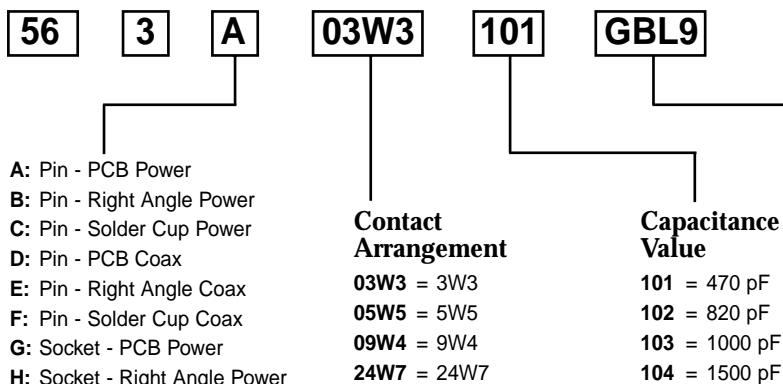 56 3 A 03W3 101 GBL9
A: Pin - PCB Power
B: Pin - Right Angle Power
C: Pin - Solder Cup Power
D: Pin - PCB Coax
E: Pin - Right Angle Coax
F: Pin - Solder Cup Coax
G: Socket - PCB Power
H: Socket - Right Angle Power
Contact
Arrangement
03W3 = 3W3
05W5 = 5W5
09W4 = 9W4
24W7 = 24W7
Capacitance
Value
101 = 470 pF
102 = 820 pF
103 = 1000 pF
104 = 1500 pF